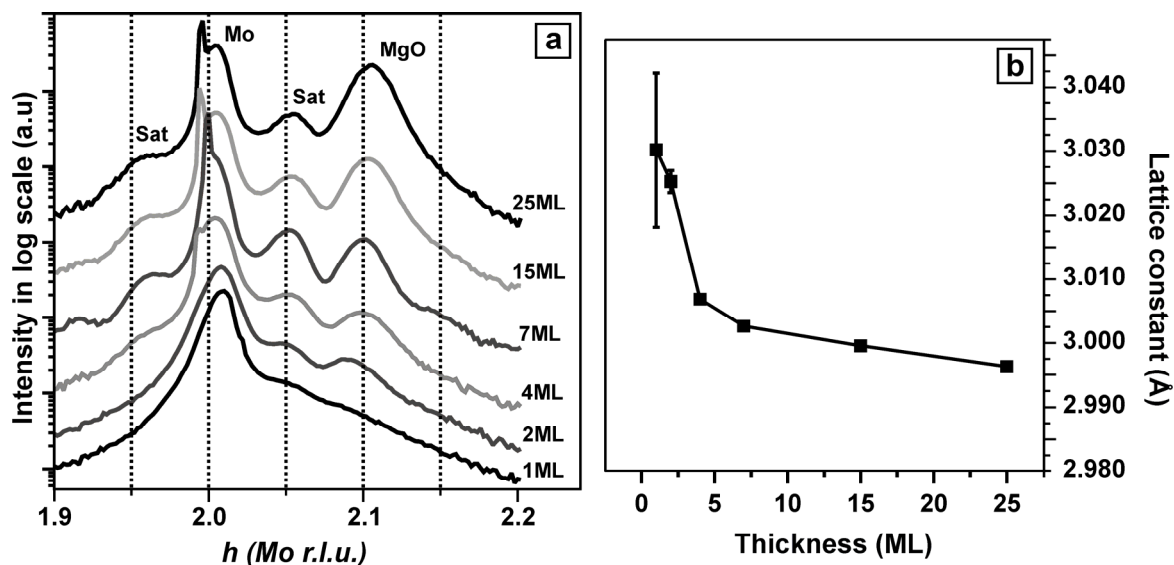 a
Intensity in log scale (a.u)
Sat
Mo
Sat
MgO
25ML
15ML
7ML
4ML
2ML
1ML
1.9
2.0
2.1
2.2
h (Mo r.l.u.)
b
3.040
3.030
3.020
3.010
3.000
2.990
2.980
Lattice constant (Å)
0
5
10
15
20
25
Thickness (ML)